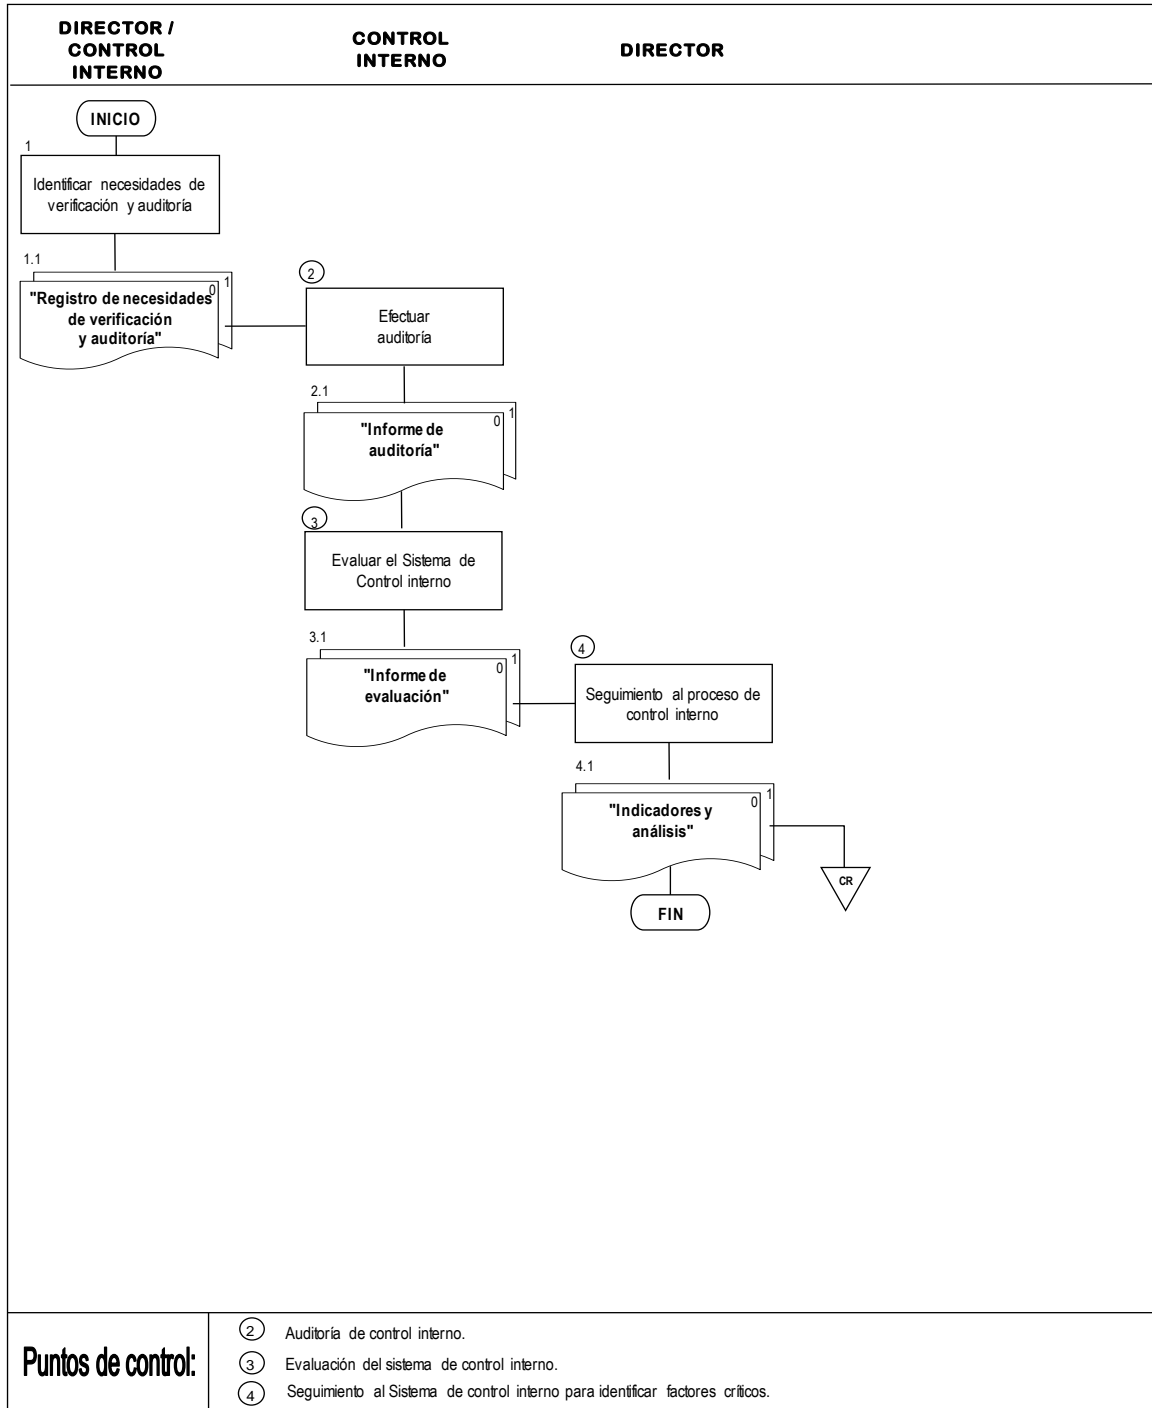 DIRECTOR /
CONTROL
INTERNO
CONTROL
INTERNO
DIRECTOR
INICIO
1
Identificar necesidades de
verificación y auditoría
1.1
0
1
"Registro de necesidades
de verificación
y auditoría"
2
Efectuar
auditoría
2.1
0
1
"Informe de
auditoría"
3
Evaluar el Sistema de
Control interno
3.1
0
1
"Informe de
evaluación"
4
Seguimiento al proceso de
control interno
4.1
0
1
"Indicadores y
análisis"
CR
FIN
Puntos de control:
2 Auditoría de control interno.
3 Evaluación del sistema de control interno.
4 Seguimiento al Sistema de control interno para identificar factores críticos.